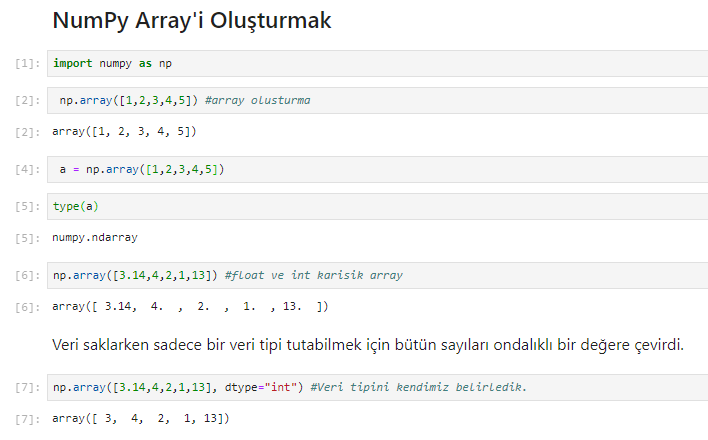 NumPy Array'i Oluşturmak
[1]: import numpy as np
[2]: np.array([1,2,3,4,5]) #array olusturma
[2]: array([1, 2, 3, 4, 5])
[4]: a = np.array([1,2,3,4,5])
[5]: type(a)
[5]: numpy.ndarray
[6]: np.array([3.14,4,2,1,13]) #float ve int karisik array
[6]: array([ 3.14,  4.  ,  2.  ,  1.  , 13.  ])
Veri saklarken sadece bir veri tipi tutabilmek için bütün sayıları ondalıklı bir değere çevirdi.
[7]: np.array([3.14,4,2,1,13], dtype="int") #Veri tipini kendimiz belirledik.
[7]: array([ 3,  4,  2,  1, 13])